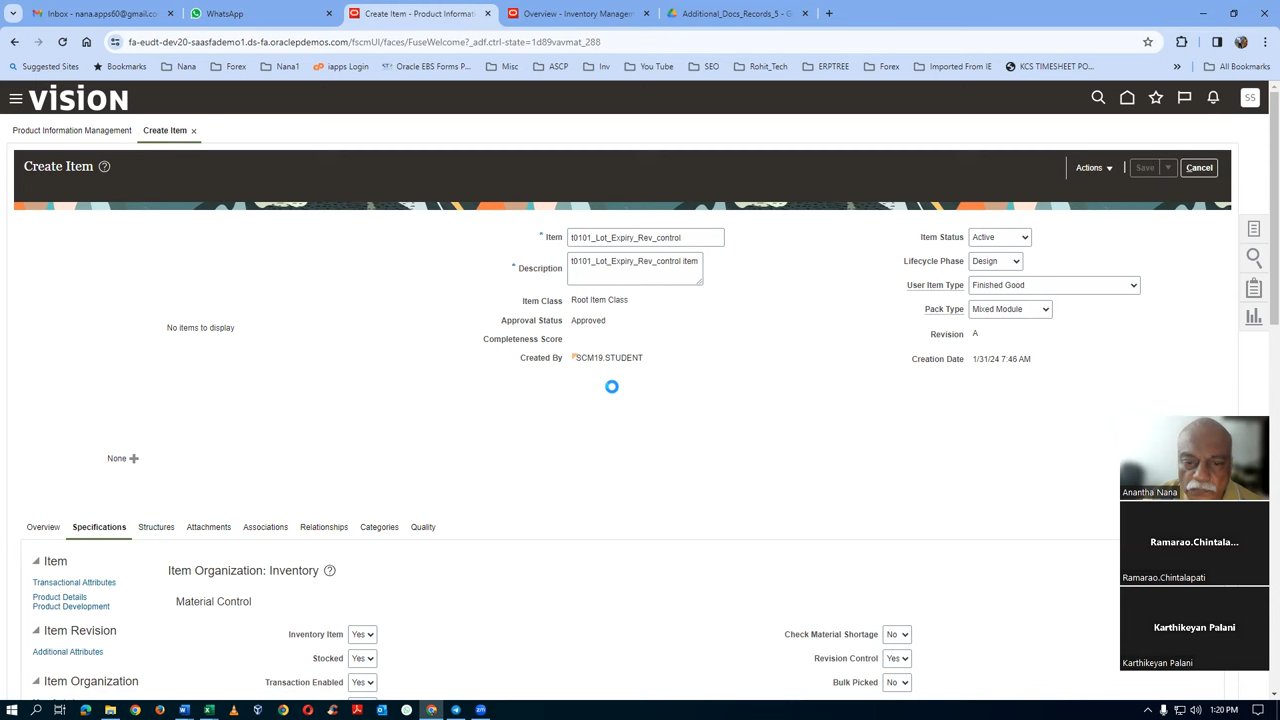 Inbox - nana.apps60@gmail.co
WhatsApp
Create Item - Product Informati
Overview - Inventory Managem
Additional_Docs_Records_5 - G
fa-eudt-dev20-saasfademo1.ds-fa.oraclepdemos.com/fscmUI/faces/FuseWelcome?_adf.ctrl-state=1d89vavmat_288
Suggested Sites
Bookmarks
Nana
Forex
Nana1
iapps Login
Oracle EBS Forms P...
Misc
ASCP
Inv
You Tube
SEO
Rohit_Tech
ERPTREE
Forex
Imported From IE
KCS TIMESHEET PO...
All Bookmarks
VISION
SS
Product Information Management
Create Item
Create Item
Actions
Save
Cancel
Item t0101_Lot_Expiry_Rev_control
Description t0101_Lot_Expiry_Rev_control item
Item Class Root Item Class
Approval Status Approved
Completeness Score
Created By SCM19.STUDENT
Item Status Active
Lifecycle Phase Design
User Item Type Finished Good
Pack Type Mixed Module
Revision A
Creation Date 1/31/24 7:46 AM
No items to display
None
Overview Specifications Structures Attachments Associations Relationships Categories Quality
Item
Transactional Attributes
Product Details
Product Development
Item Revision
Additional Attributes
Item Organization
Item Organization: Inventory
Material Control
Inventory Item Yes
Check Material Shortage No
Stocked Yes
Revision Control Yes
Transaction Enabled Yes
Bulk Picked No
Anantha Nana
Ramarao.Chintala...
Ramarao.Chintalapati
Karthikeyan Palani
Karthikeyan Palani
1:20 PM